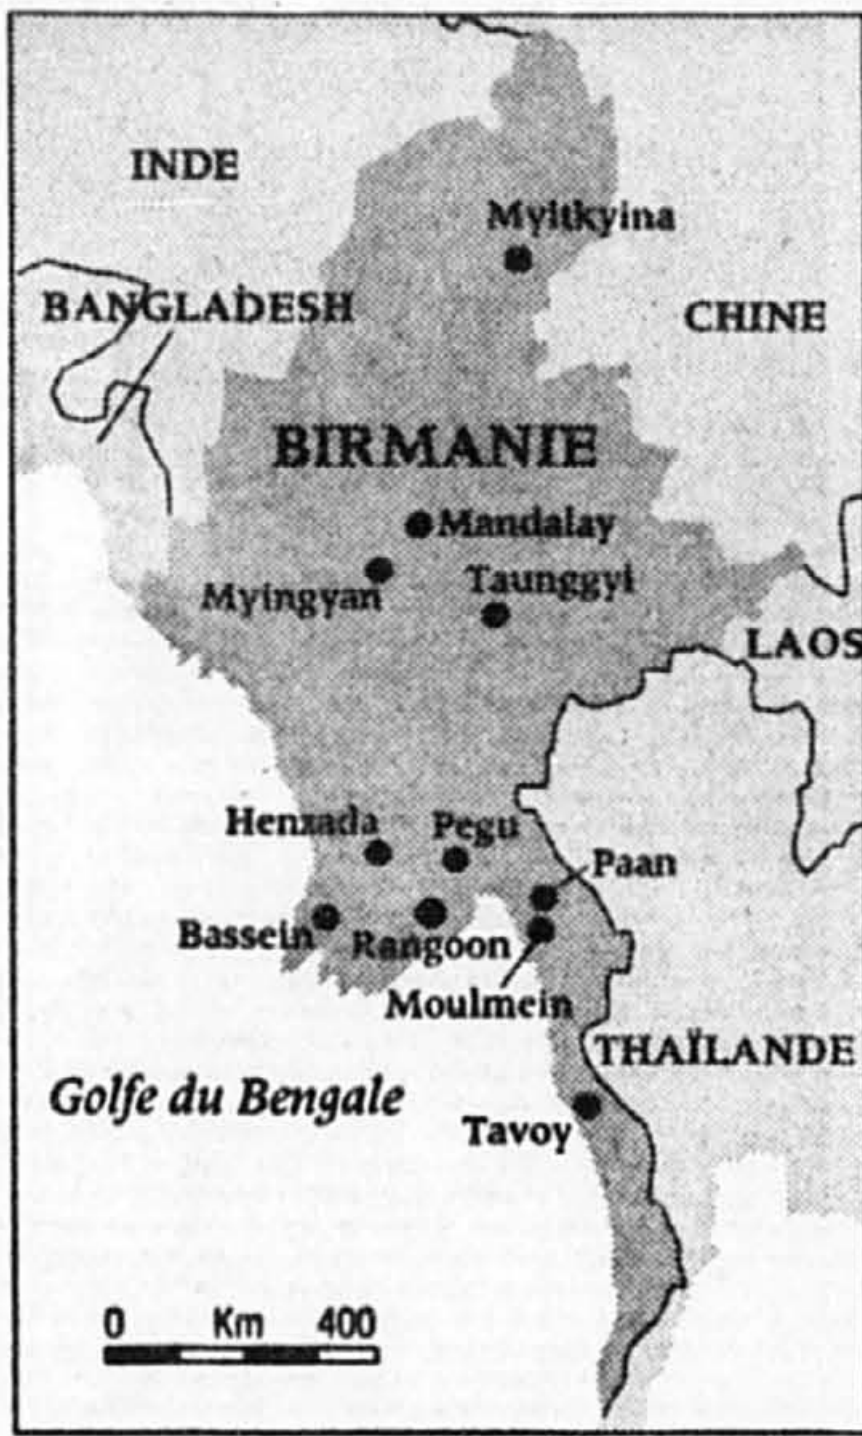 INDE
Myitkyina
BANGLADESH
CHINE
BIRMANIE
Mandalay
Myingyan
Taunggyi
LAOS
Henzada
Pegu
Paan
Bassein
Rangoon
Moulmein
THAÏLANDE
Golfe du Bengale
Tavoy
0 Km 400